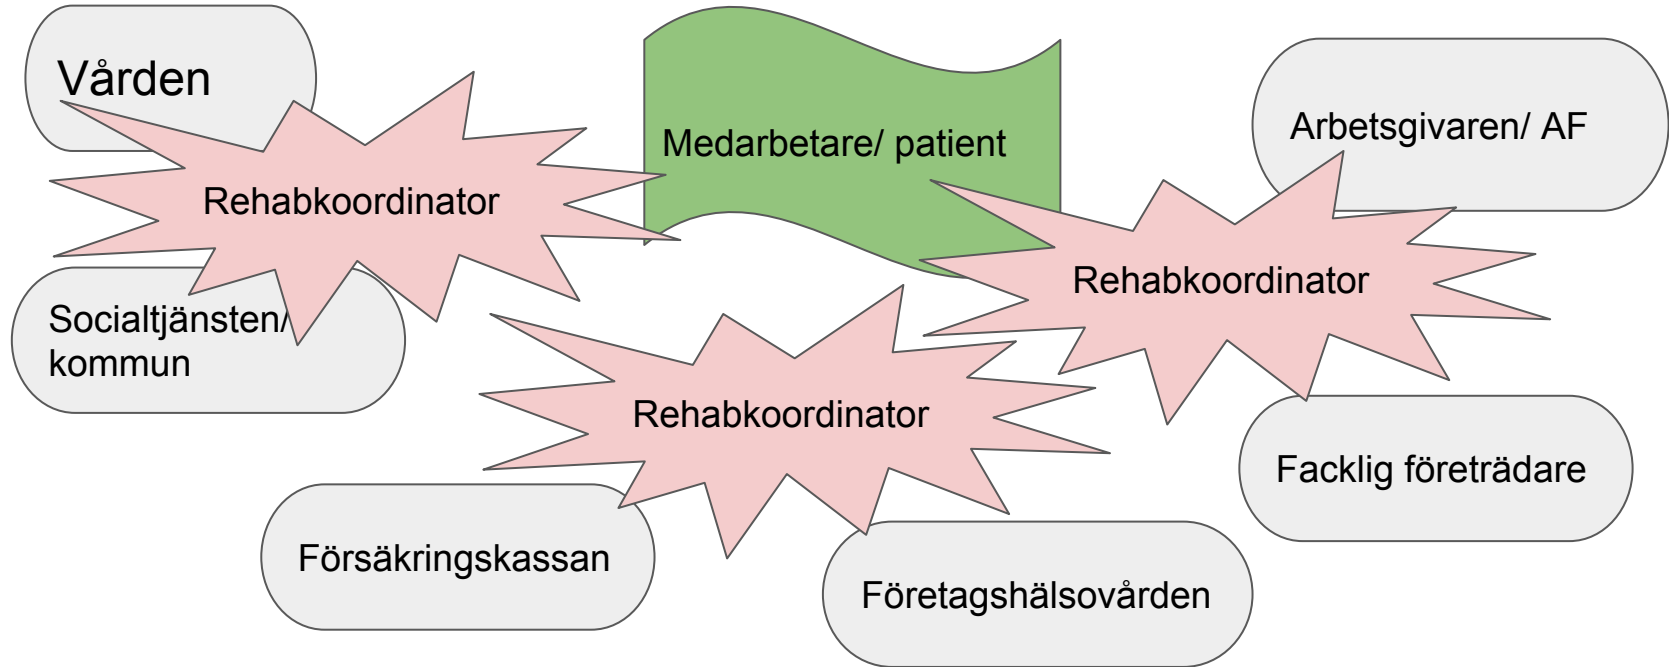 Vården
Medarbetare/ patient
Arbetsgivaren/ AF
Rehabkoordinator
Rehabkoordinator
Socialtjänsten/
kommun
Rehabkoordinator
Facklig företrädare
Försäkringskassan
Företagshälsovården